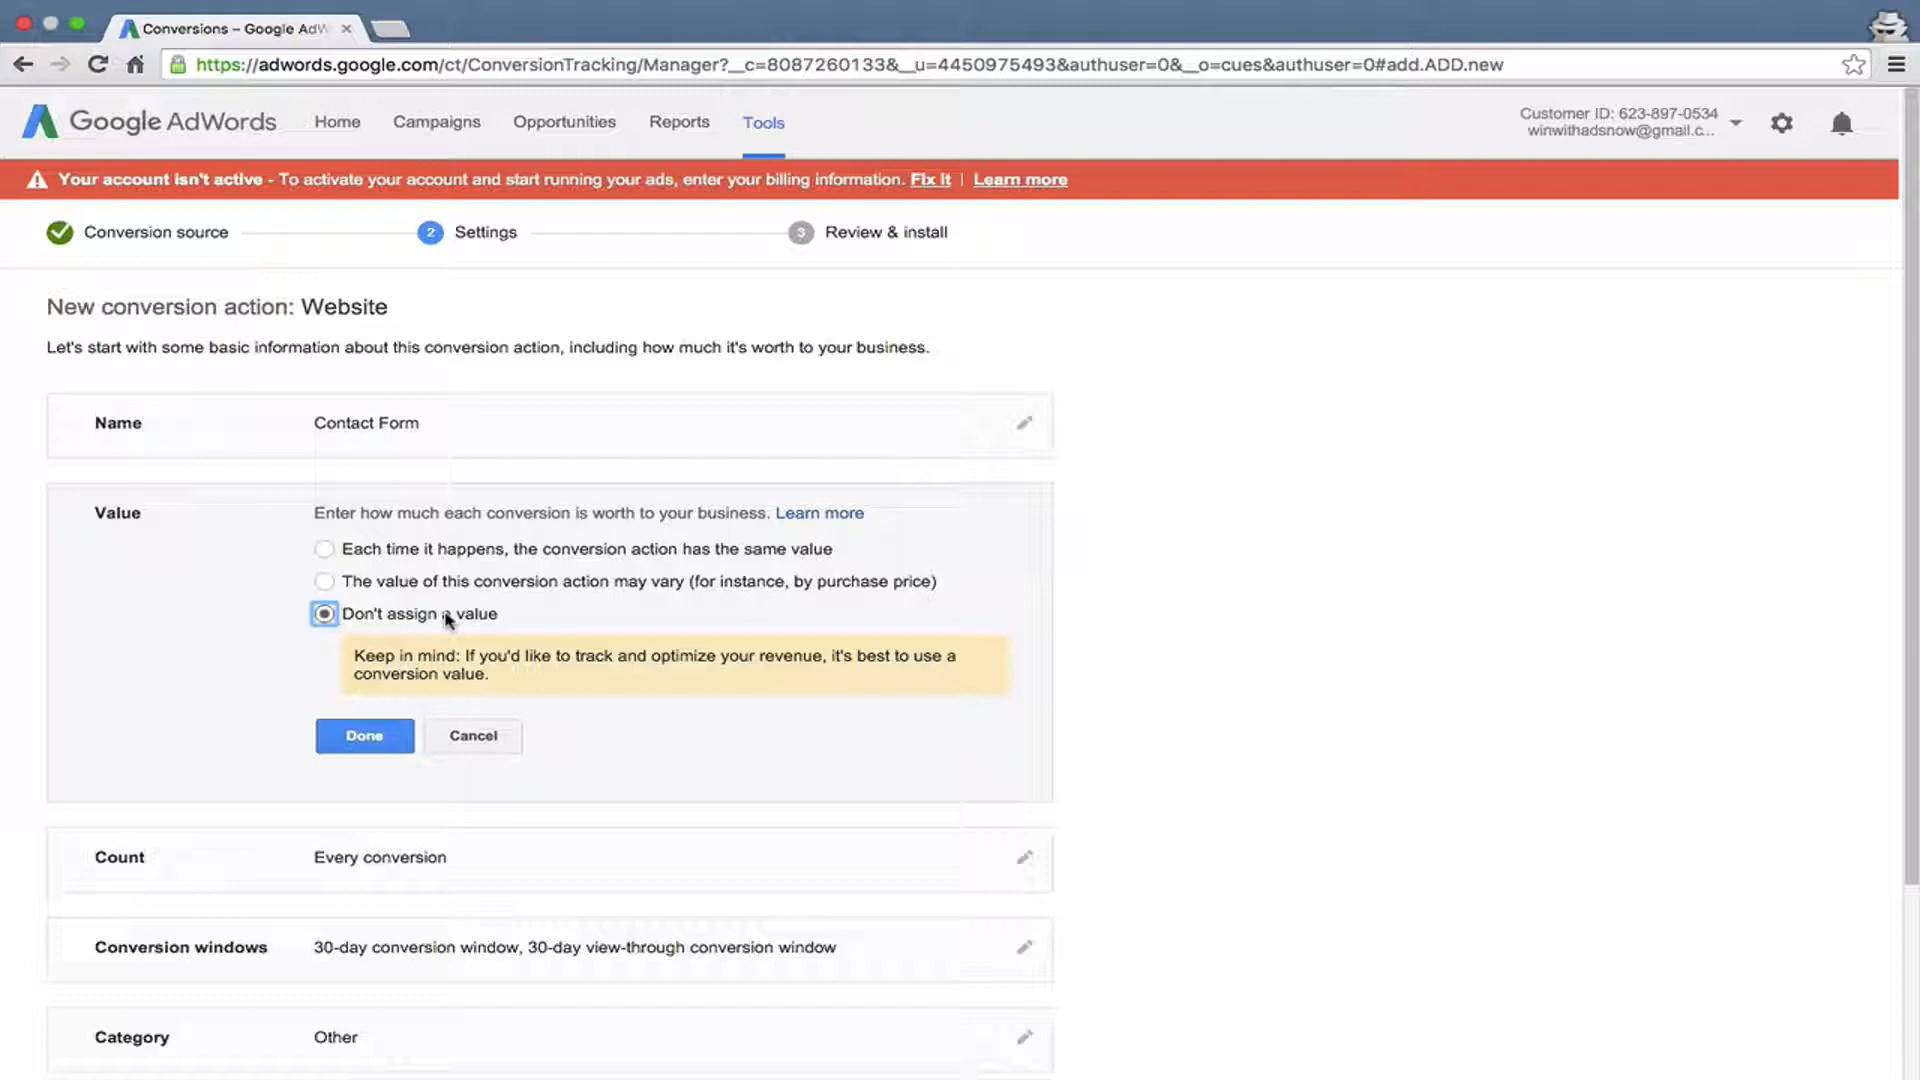 Conversions – Google AdW
https://adwords.google.com/ct/ConversionTracking/Manager?__c=8087260133&__u=4450975493&authuser=0&__o=cues&authuser=0#add.ADD.new
Google AdWords Home Campaigns Opportunities Reports Tools
Customer ID: 623-897-0534
winwithadsnow@gmail.c...
Your account isn't active - To activate your account and start running your ads, enter your billing information. Fix it | Learn more
Conversion source 2 Settings 3 Review & install
New conversion action: Website
Let's start with some basic information about this conversion action, including how much it's worth to your business.
Name Contact Form
Value Enter how much each conversion is worth to your business. Learn more
Each time it happens, the conversion action has the same value
The value of this conversion action may vary (for instance, by purchase price)
Don't assign a value
Keep in mind: If you'd like to track and optimize your revenue, it's best to use a
conversion value.
Done Cancel
Count Every conversion
Conversion windows 30-day conversion window, 30-day view-through conversion window
Category Other